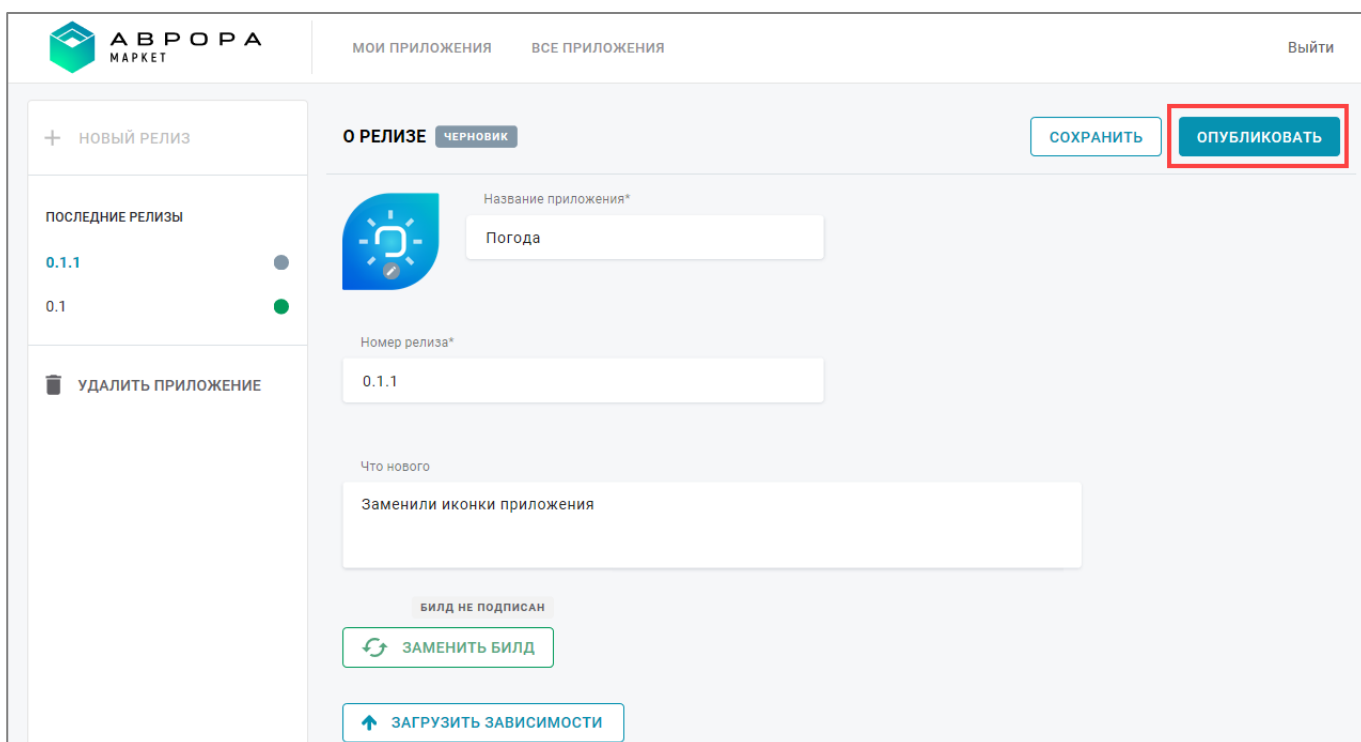 АВРОРА
МАРКЕТ
МОИ ПРИЛОЖЕНИЯ ВСЕ ПРИЛОЖЕНИЯ Выйти
+ НОВЫЙ РЕЛИЗ
ПОСЛЕДНИЕ РЕЛИЗЫ
0.1.1
0.1
УДАЛИТЬ ПРИЛОЖЕНИЕ
О РЕЛИЗЕ ЧЕРНОВИК СОХРАНИТЬ ОПУБЛИКОВАТЬ
Название приложения*
Погода
Номер релиза*
0.1.1
Что нового
Заменили иконки приложения
БИЛД НЕ ПОДПИСАН
ЗАМЕНИТЬ БИЛД
ЗАГРУЗИТЬ ЗАВИСИМОСТИ